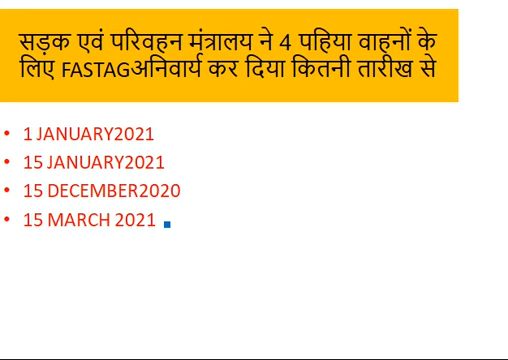 सड़क एवं परिवहन मंत्रालय ने 4 पहिया वाहनों के
लिए FASTAGअनिवार्य कर दिया कितनी तारीख से
• 1 JANUARY2021
• 15 JANUARY2021
• 15 DECEMBER2020
• 15 MARCH 2021